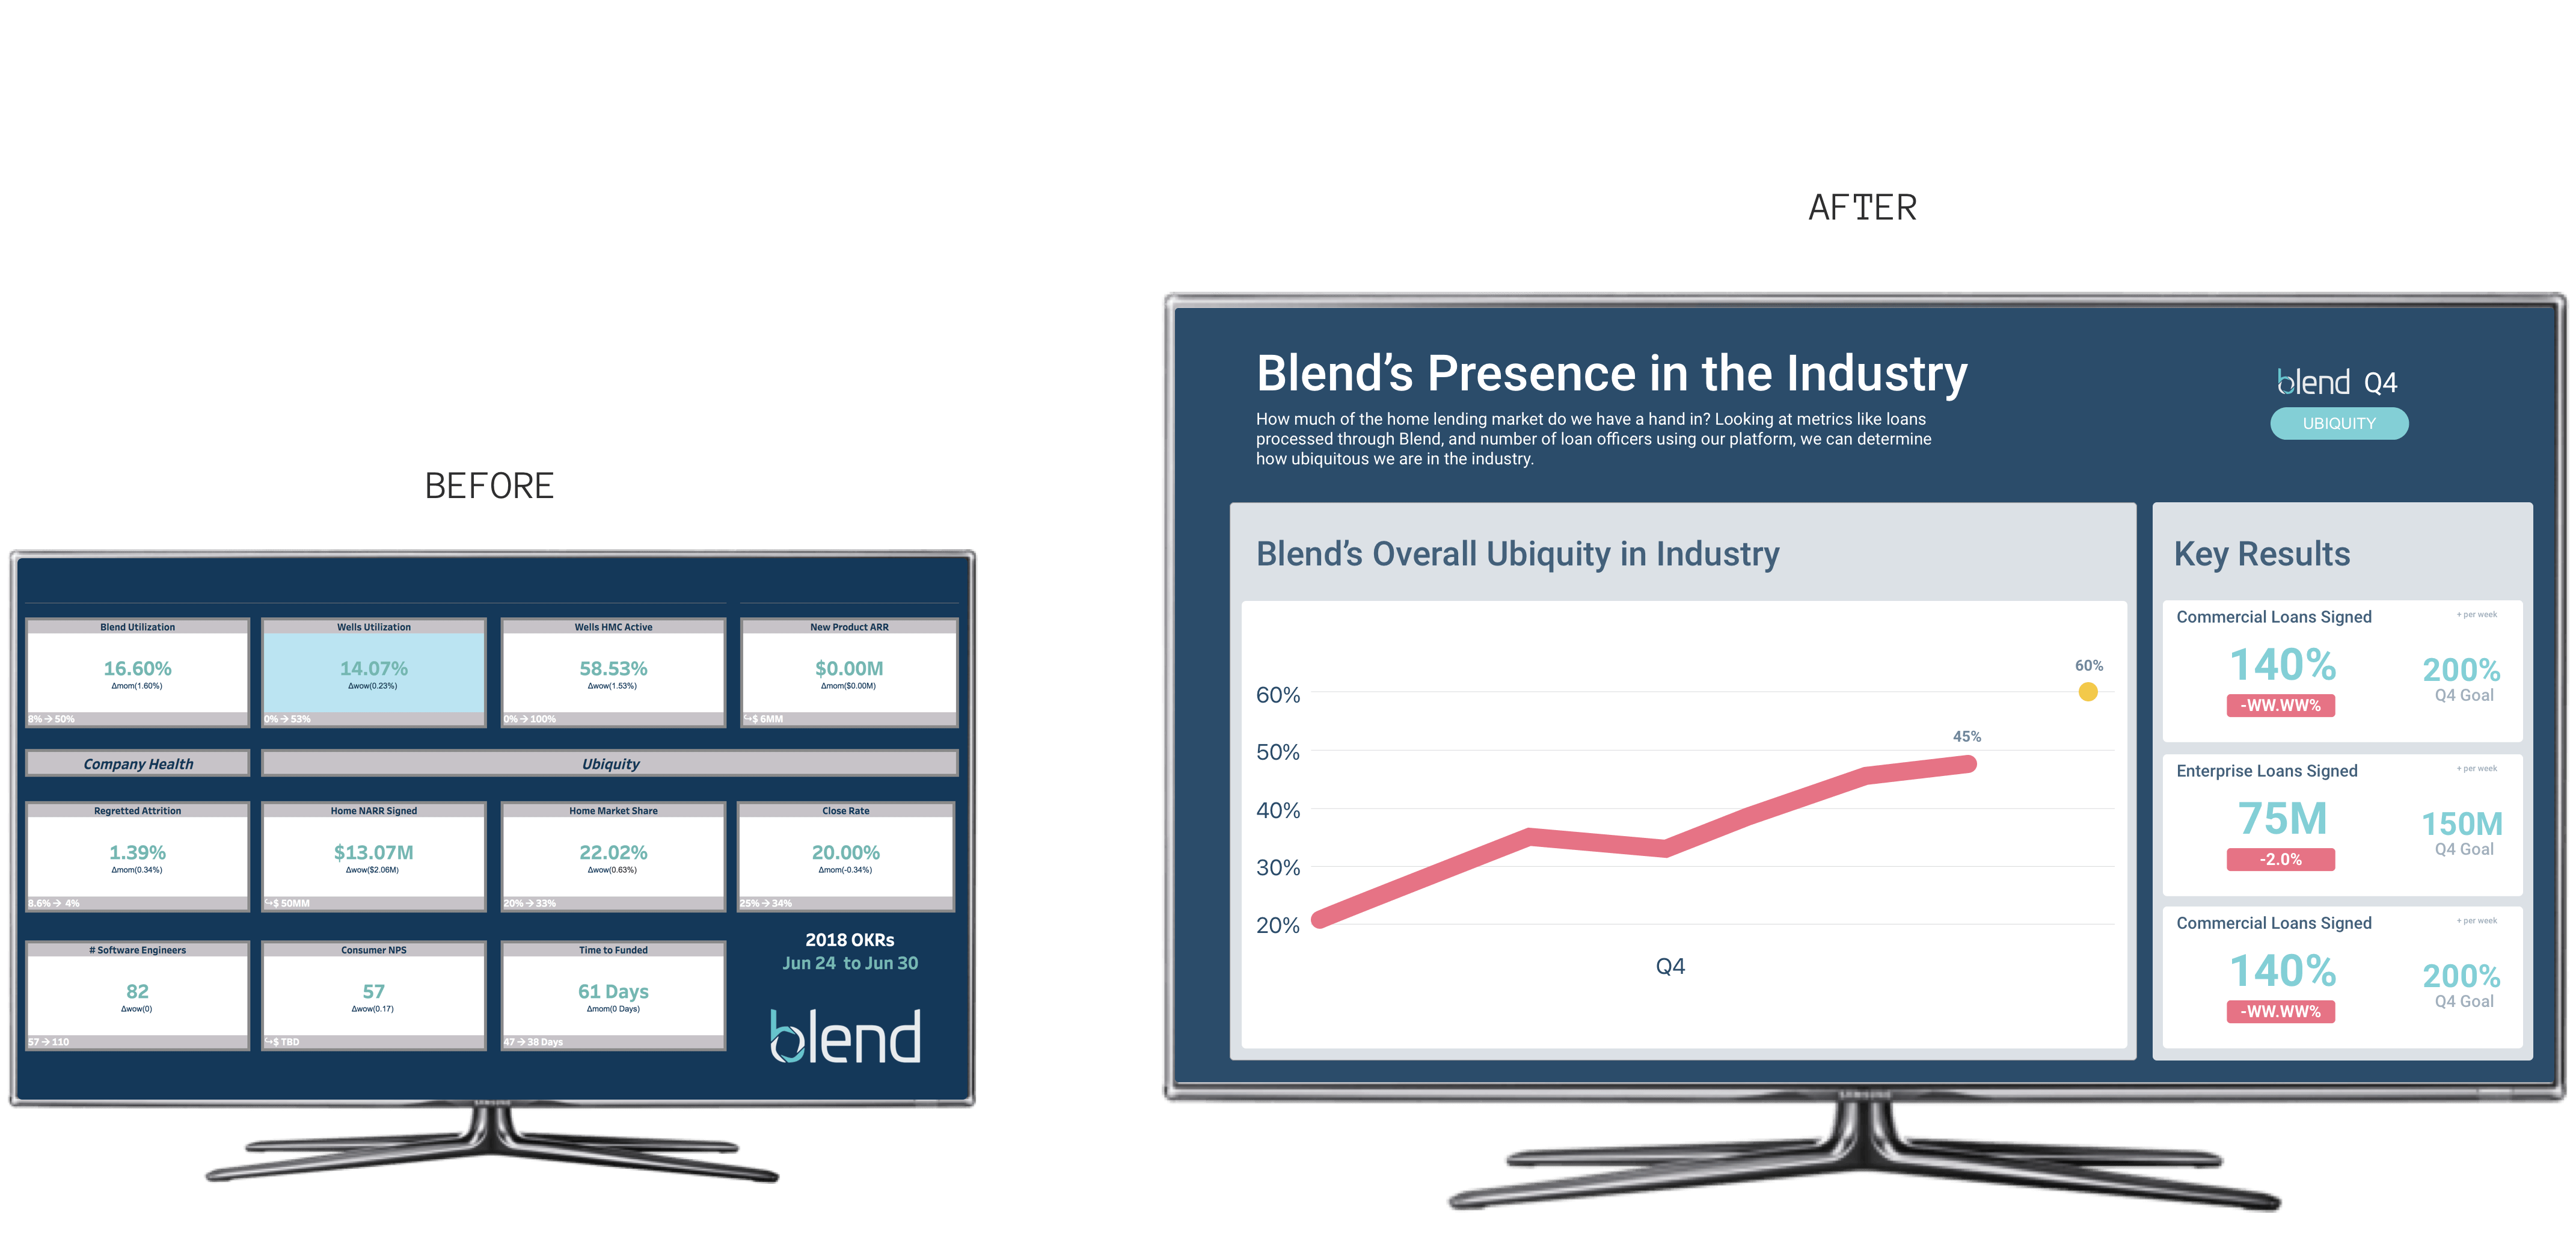 BEFORE
Blend Utilization
16.60%
Δmom(1.60%)
8% → 50%
Wells Utilization
14.07%
Δwow(0.23%)
0% → 53%
Wells HMC Active
58.53%
Δwow(1.53%)
0% → 100%
New Product ARR
$0.00M
Δmom($0.00M)
↪$ 6MM
Company Health
Ubiquity
Regretted Attrition
1.39%
Δmom(0.34%)
8.6% → 4%
Home NARR Signed
$13.07M
Δwow($2.06M)
↪$ 50MM
Home Market Share
22.02%
Δwow(0.63%)
20% → 33%
Close Rate
20.00%
Δmom(-0.34%)
25% → 34%
# Software Engineers
82
Δwow(0)
57 → 110
Consumer NPS
57
Δwow(0.17)
↪$ TBD
Time to Funded
61 Days
Δmom(0 Days)
47 → 38 Days
2018 OKRs
Jun 24 to Jun 30
blend
SAMSUNG
AFTER
Blend’s Presence in the Industry
How much of the home lending market do we have a hand in? Looking at metrics like loans
processed through Blend, and number of loan officers using our platform, we can determine
how ubiquitous we are in the industry.
blend Q4
UBIQUITY
Blend’s Overall Ubiquity in Industry
60%
50%
40%
30%
20%
45%
60%
Q4
Key Results
Commercial Loans Signed
+ per week
140%
-WW.WW%
200%
Q4 Goal
Enterprise Loans Signed
+ per week
75M
-2.0%
150M
Q4 Goal
Commercial Loans Signed
+ per week
140%
-WW.WW%
200%
Q4 Goal
SAMSUNG